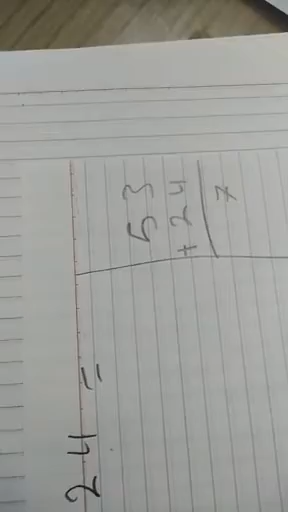 24 =
53
+ 24
7